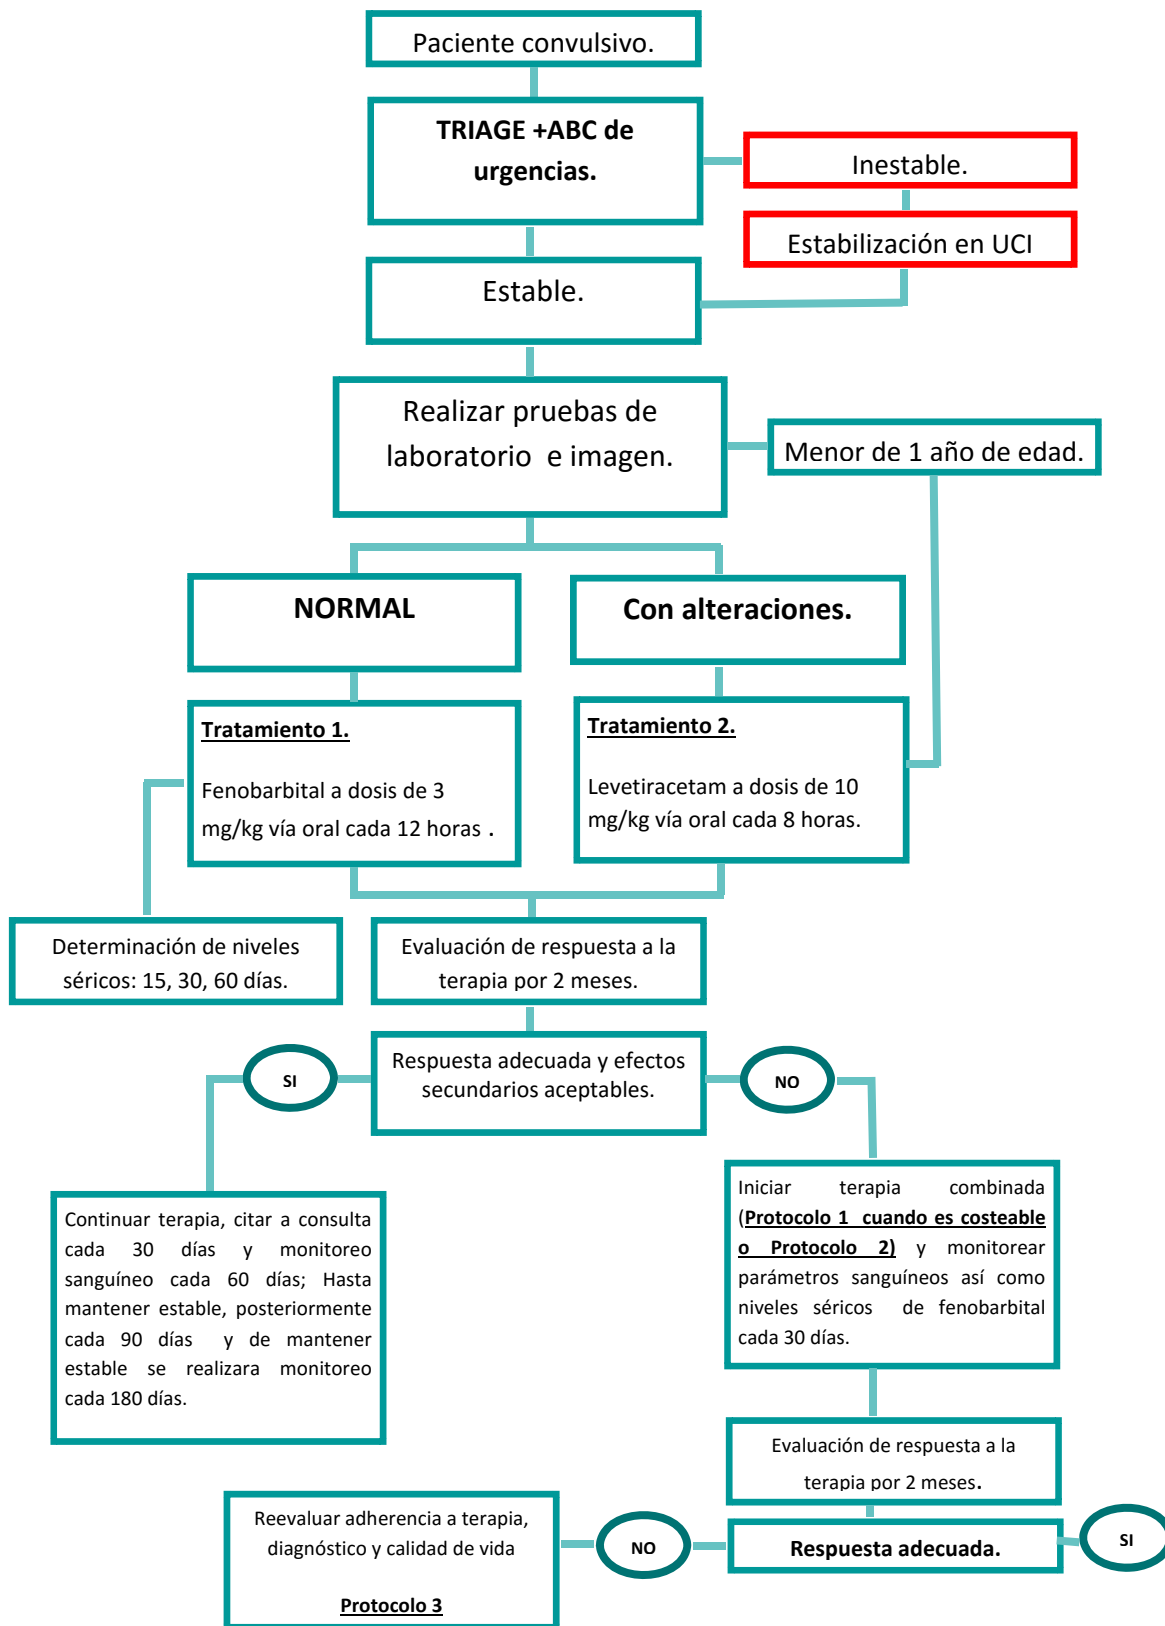 Paciente convulsivo.
TRIAGE +ABC de
urgencias.
Inestable.
Estabilización en UCI
Estable.
Realizar pruebas de
laboratorio e imagen.
Menor de 1 año de edad.
NORMAL
Con alteraciones.
Tratamiento 1.
Fenobarbital a dosis de 3
mg/kg vía oral cada 12 horas .
Tratamiento 2.
Levetiracetam a dosis de 10
mg/kg vía oral cada 8 horas.
Determinación de niveles
séricos: 15, 30, 60 días.
Evaluación de respuesta a la
terapia por 2 meses.
Respuesta adecuada y efectos
secundarios aceptables.
SI
NO
Continuar terapia, citar a consulta
cada 30 días y monitoreo
sanguíneo cada 60 días; Hasta
mantener estable, posteriormente
cada 90 días y de mantener
estable se realizara monitoreo
cada 180 días.
Iniciar terapia combinada
(Protocolo 1 cuando es costeable
o Protocolo 2) y monitorear
parámetros sanguíneos así como
niveles séricos de fenobarbital
cada 30 días.
Evaluación de respuesta a la
terapia por 2 meses.
Respuesta adecuada.
SI
NO
Reevaluar adherencia a terapia,
diagnóstico y calidad de vida
Protocolo 3